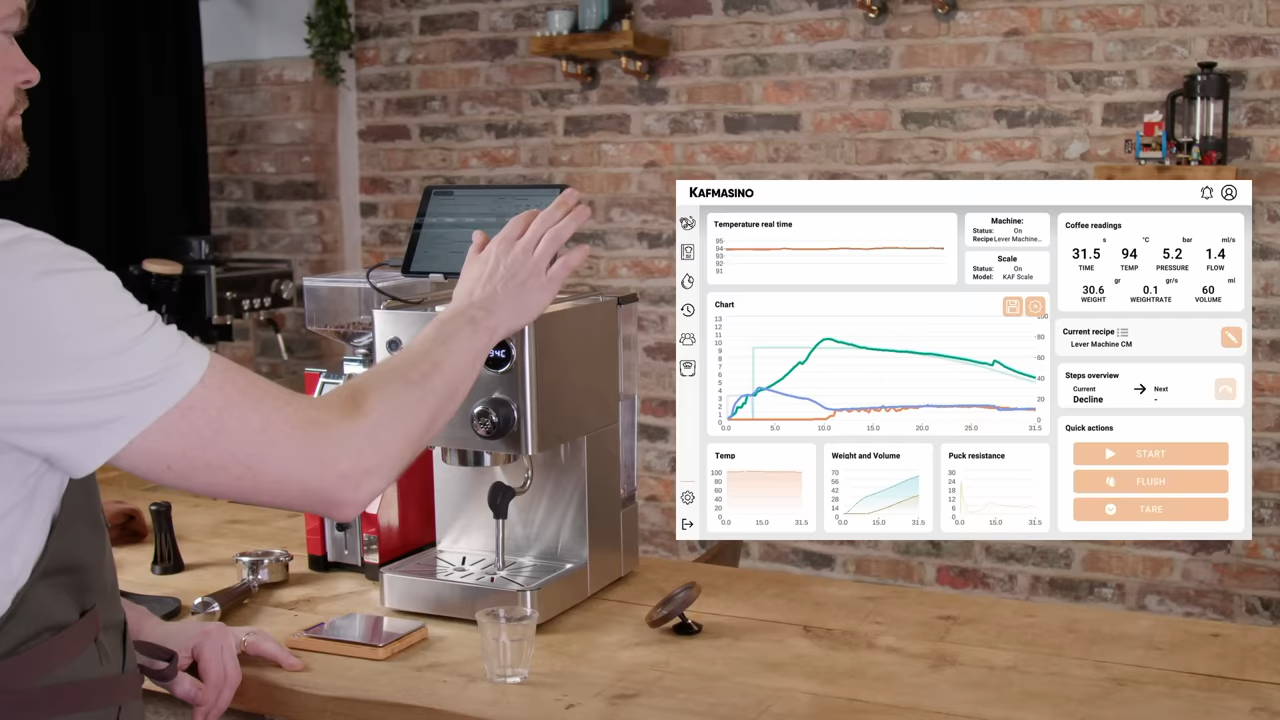 KAFMASINO
Temperature real time
95
94
93
92
91
Machine:
Status: On
Recipe Lever Machine...
Scale
Status: On
Model: KAF Scale
Coffee readings
s °C bar ml/s
31.5 94 5.2 1.4
TIME TEMP PRESSURE FLOW
gr gr/s ml
30.6 0.1 60
WEIGHT WEIGHTRATE VOLUME
Chart
13
12
11
10
9
8
7
6
5
4
3
2
1
0
100
80
60
40
20
0
0.0 5.0 10.0 15.0 20.0 25.0 31.5
Current recipe
Lever Machine CM
Steps overview
Current Next
Decline -
Quick actions
START
FLUSH
TARE
Temp
100
80
60
40
20
0
0.0 15.0 31.5
Weight and Volume
70
56
42
28
14
0
0.0 15.0 31.5
Puck resistance
30
24
18
12
6
0
0.0 15.0 31.5
94C